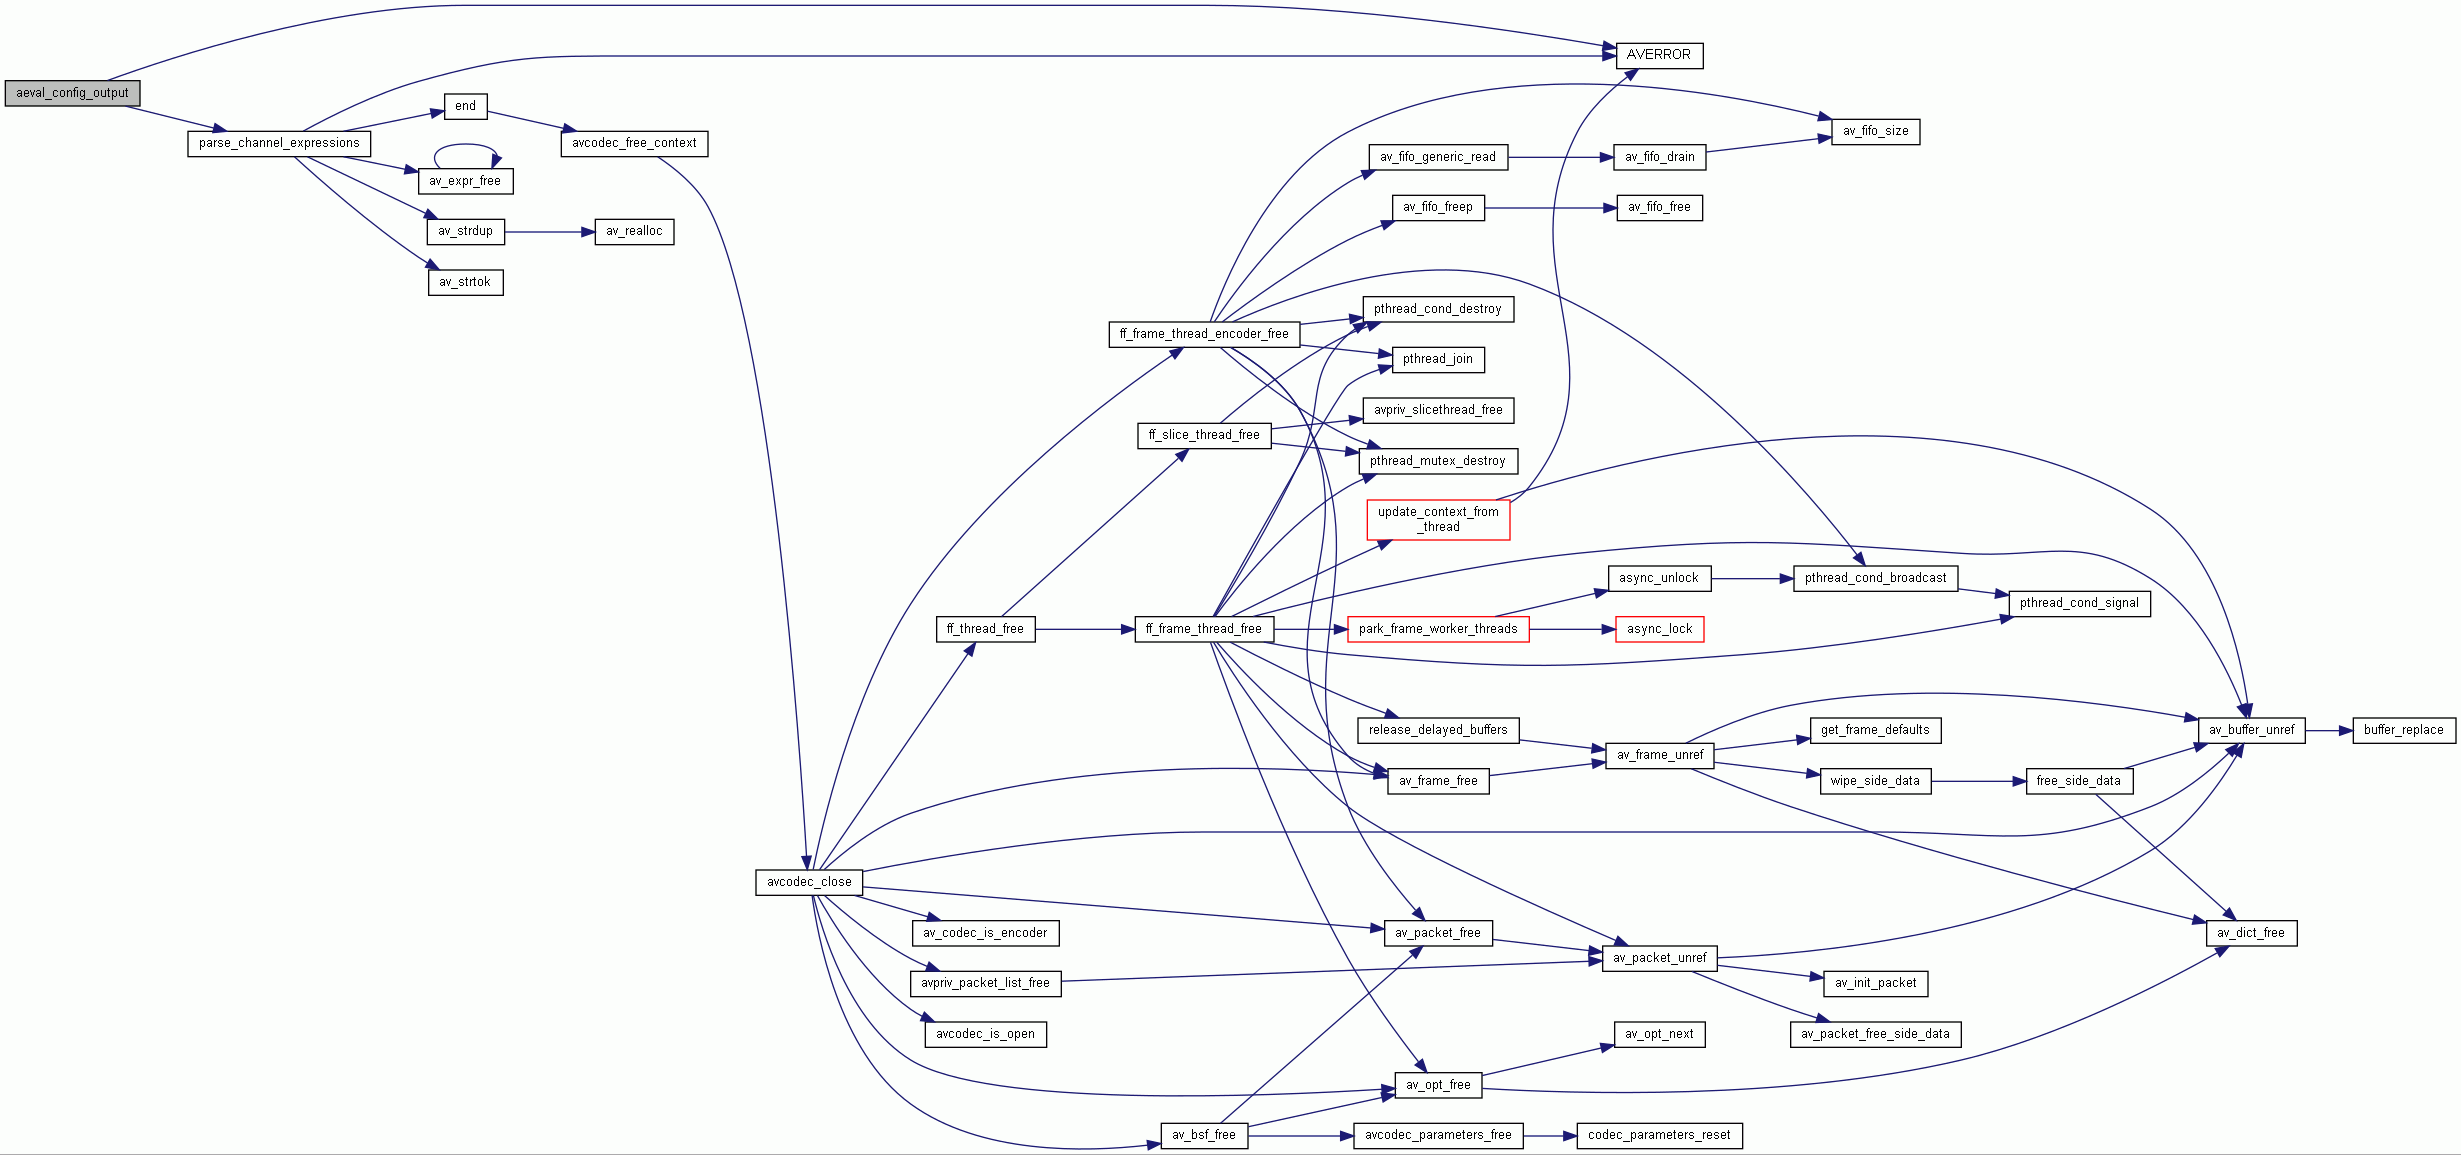 AVERROR
aeval_config_output
end
av_fifo_size
parse_channel_expressions
avcodec_free_context
av_fifo_generic_read
av_fifo_drain
av_expr_free
av_fifo_freep
av_fifo_free
av_strdup
av_realloc
av_strtok
pthread_cond_destroy
ff_frame_thread_encoder_free
pthread_join
avpriv_slicethread_free
ff_slice_thread_free
pthread_mutex_destroy
update_context_from
_thread
async_unlock
pthread_cond_broadcast
pthread_cond_signal
ff_thread_free
ff_frame_thread_free
park_frame_worker_threads
async_lock
release_delayed_buffers
get_frame_defaults
av_buffer_unref
buffer_replace
av_frame_unref
av_frame_free
wipe_side_data
free_side_data
avcodec_close
av_codec_is_encoder
av_packet_free
av_dict_free
av_packet_unref
avpriv_packet_list_free
av_init_packet
avcodec_is_open
av_opt_next
av_packet_free_side_data
av_opt_free
av_bsf_free
avcodec_parameters_free
codec_parameters_reset